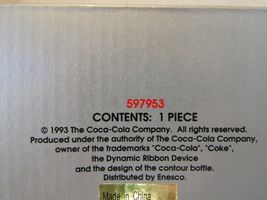 597953
CONTENTS: 1 PIECE
© 1993 The Coca-Cola Company. All rights reserved.
Produced under the authority of The Coca-Cola Company,
owner of the trademarks "Coca-Cola", "Coke",
the Dynamic Ribbon Device
and the design of the contour bottle.
Distributed by Enesco.
Made in China